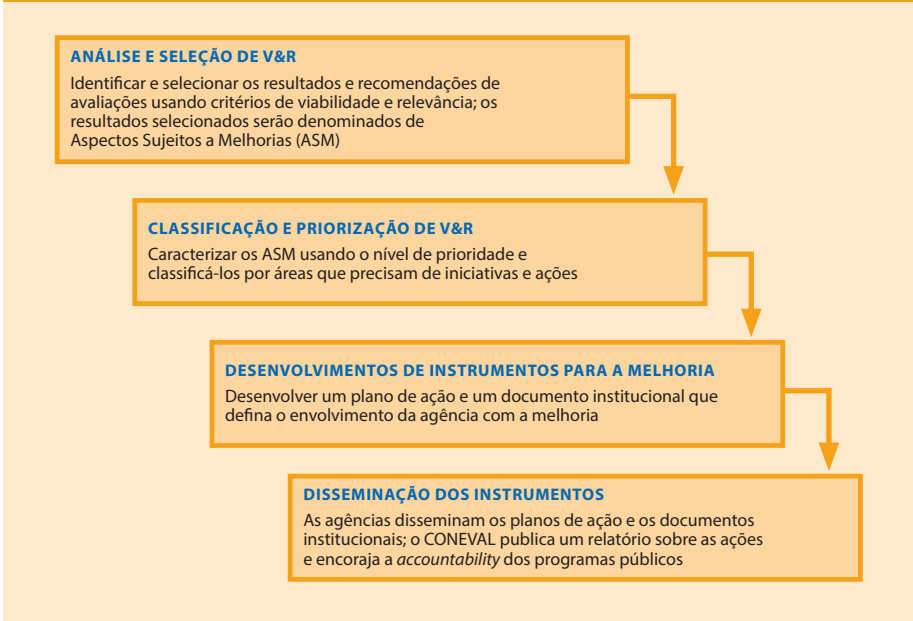 ANÁLISE E SELEÇÃO DE V&R
Identificar e selecionar os resultados e recomendações de
avaliações usando critérios de viabilidade e relevância; os
resultados selecionados serão denominados de
Aspectos Sujeitos a Melhorias (ASM)
CLASSIFICAÇÃO E PRIORIZAÇÃO DE V&R
Caracterizar os ASM usando o nível de prioridade e
classificá-los por áreas que precisam de iniciativas e ações
DESENVOLVIMENTOS DE INSTRUMENTOS PARA A MELHORIA
Desenvolver um plano de ação e um documento institucional que
defina o envolvimento da agência com a melhoria
DISSEMINAÇÃO DOS INSTRUMENTOS
As agências disseminam os planos de ação e os documentos
institucionais; o CONEVAL publica um relatório sobre as ações
e encoraja a accountability dos programas públicos